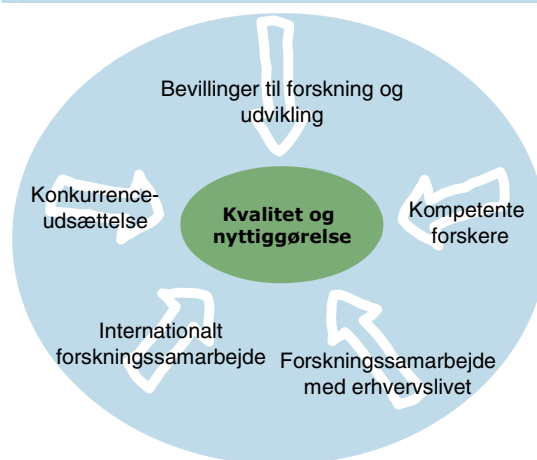 Bevillinger til forskning og
udvikling
Konkurrence-
udsættelse
Kvalitet og
nyttiggørelse
Kompetente
forskere
Internationalt
forskningssamarbejde
Forskningssamarbejde
med erhvervslivet